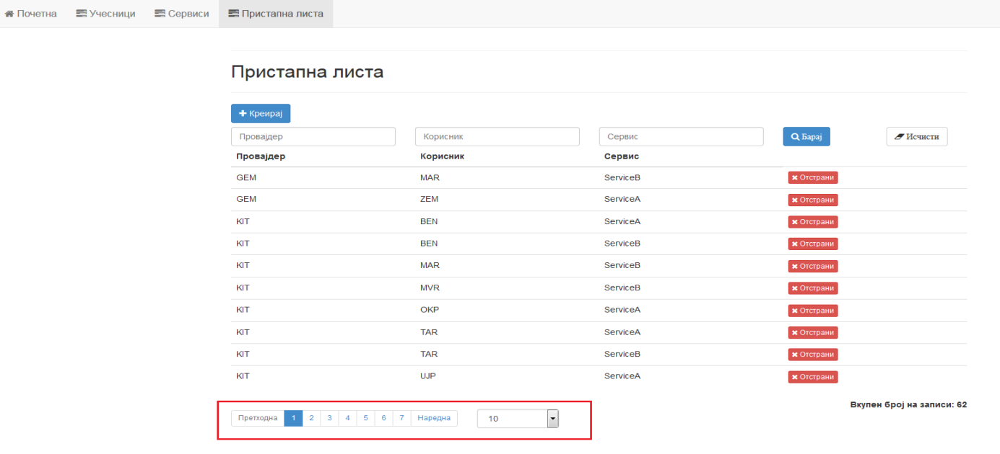 Почетна Учесници Сервиси Пристапна листа
Пристапна листа
Креирај
Провајдер Корисник Сервис Барај Исчисти
Провајдер Корисник Сервис
GEM MAR ServiceB Отстрани
GEM ZEM ServiceA Отстрани
KIT BEN ServiceA Отстрани
KIT BEN ServiceB Отстрани
KIT MAR ServiceB Отстрани
KIT MVR ServiceB Отстрани
KIT OKP ServiceA Отстрани
KIT TAR ServiceA Отстрани
KIT TAR ServiceB Отстрани
KIT UJP ServiceA Отстрани
Вкупен број на записи: 62
Претходна 1 2 3 4 5 6 7 Наредна 10